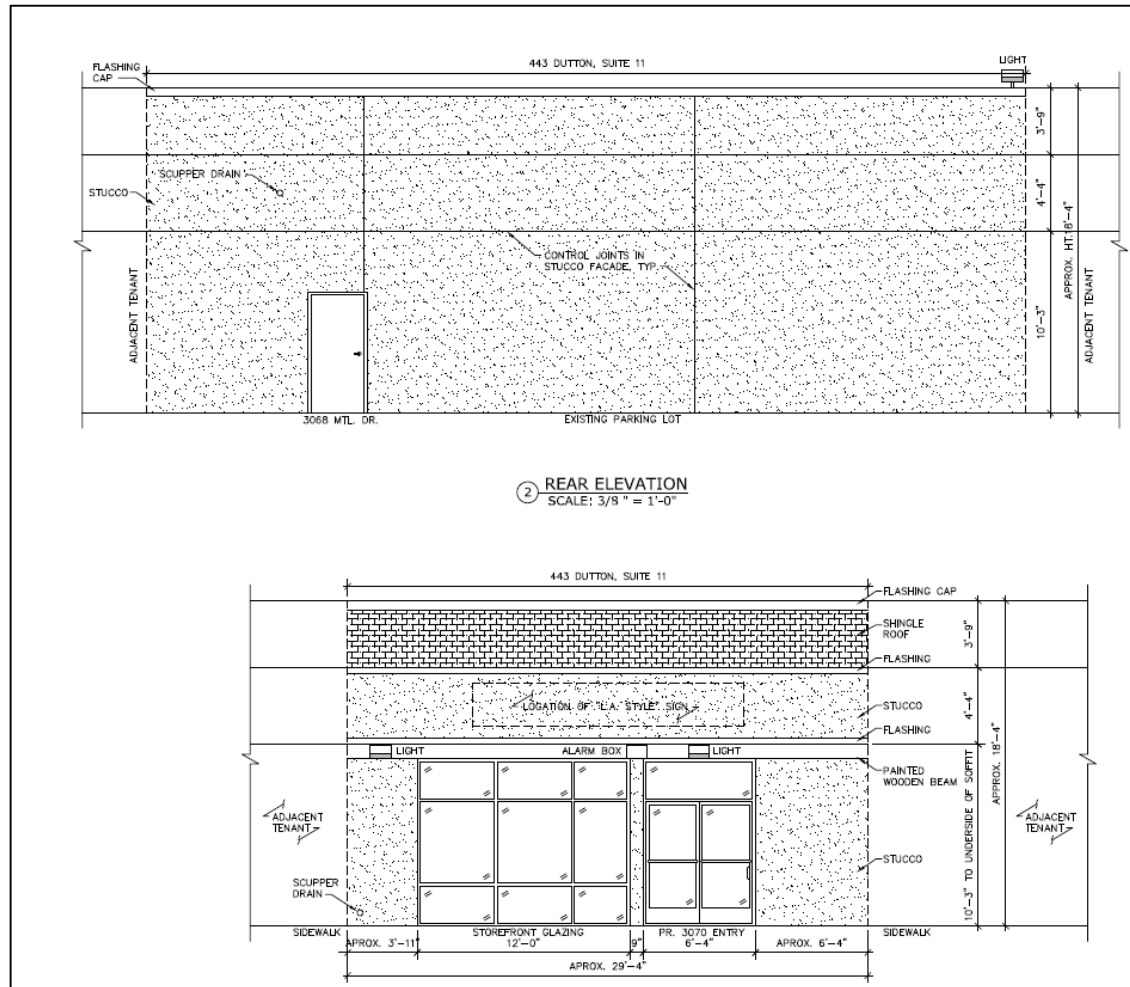 443 DUTTON, SUITE 11
LIGHT
FLASHING
CAP
3'-9"
SCUPPER DRAIN
STUCCO
4'-4"
CONTROL JOINTS IN
STUCCO FACADE, TYP.
APPROX. HT. 18'-4"
ADJACENT TENANT
10'-3"
ADJACENT TENANT
3068 MTL. DR.
EXISTING PARKING LOT
2
REAR ELEVATION
SCALE: 3/8 " = 1'-0"
443 DUTTON, SUITE 11
FLASHING CAP
SHINGLE
ROOF
3'-9"
FLASHING
LOCATION OF "L.A. STYLE" SIGN
STUCCO
4'-4"
FLASHING
LIGHT
ALARM BOX
LIGHT
PAINTED
WOODEN BEAM
10'-3" TO UNDERSIDE OF SOFFIT
APPROX. 18'-4"
ADJACENT
TENANT
ADJACENT
TENANT
STUCCO
SCUPPER
DRAIN
SIDEWALK
STOREFRONT GLAZING
PR. 3070 ENTRY
SIDEWALK
APROX. 3'-11"
12'-0"
9"
6'-4"
APROX. 6'-4"
APROX. 29'-4"